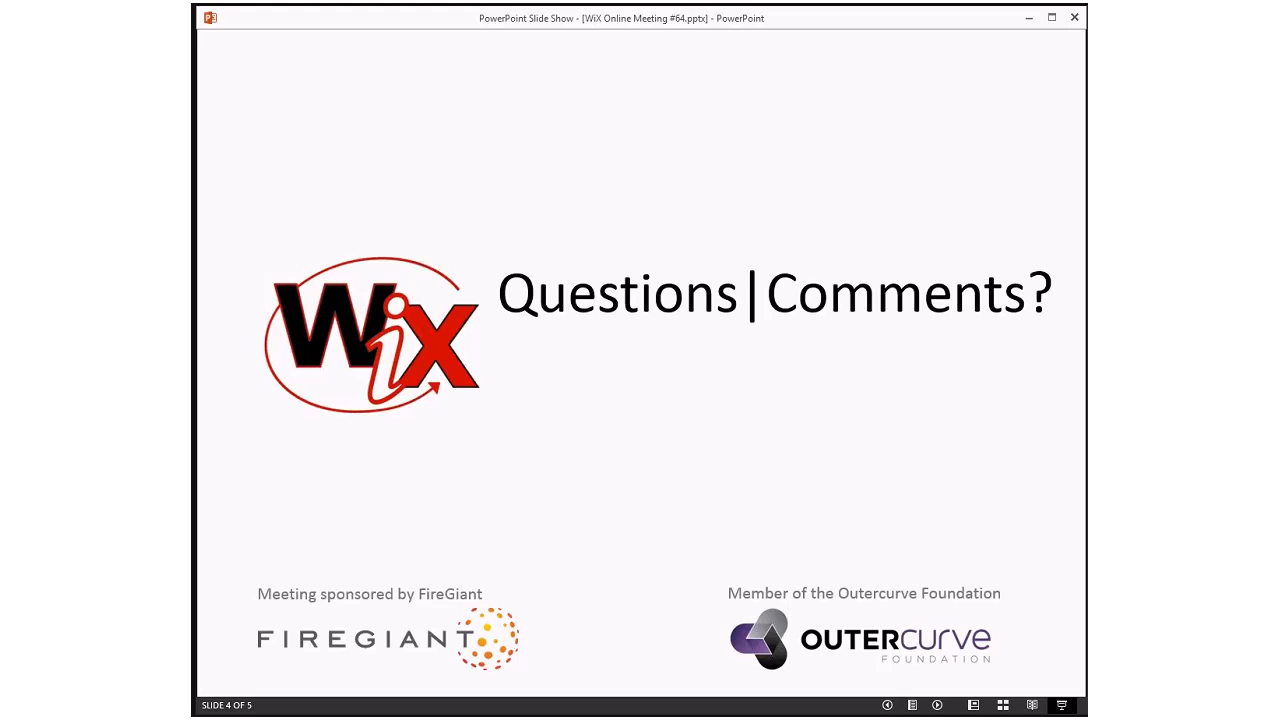 PowerPoint Slide Show - [WiX Online Meeting #64.pptx] - PowerPoint
WiX
Questions|Comments?
Meeting sponsored by FireGiant
FIREGIANT
Member of the Outercurve Foundation
OUTERCURVE
FOUNDATION
SLIDE 4 OF 5